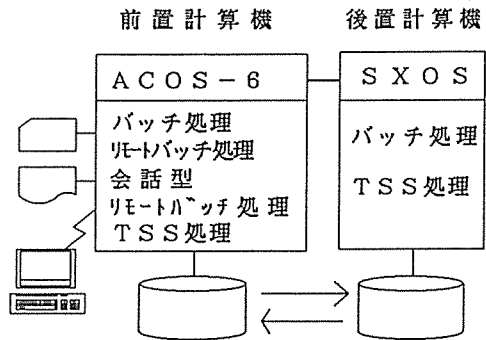 前置計算機
後置計算機
ACOS-6
バッチ処理
リモートバッチ処理
会話型
リモートバッチ処理
TSS処理
SXOS
バッチ処理
TSS処理